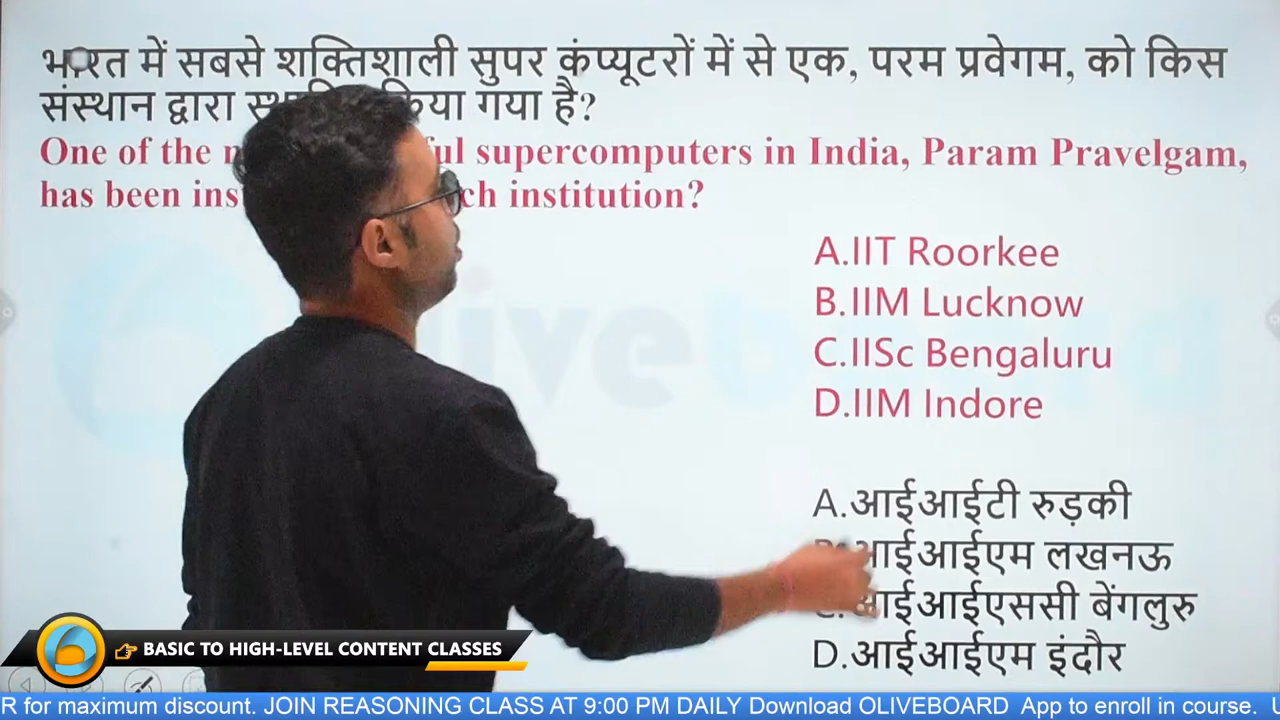 भारत में सबसे शक्तिशाली सुपर कंप्यूटरों में से एक, परम प्रवेगम, को किस
संस्थान द्वारा गया है?
One of the supercomputers in India, Param Pravelgam,
has been institution?
A.IIT Roorkee
B.IIM Lucknow
C.IISc Bengaluru
D.IIM Indore
A.आईआईटी रुड़की
आईआईएम लखनऊ
आईआईएससी बेंगलुरु
D.आईआईएम इंदौर
👉 BASIC TO HIGH-LEVEL CONTENT CLASSES
R for maximum discount. JOIN REASONING CLASS AT 9:00 PM DAILY Download OLIVEBOARD App to enroll in course. U